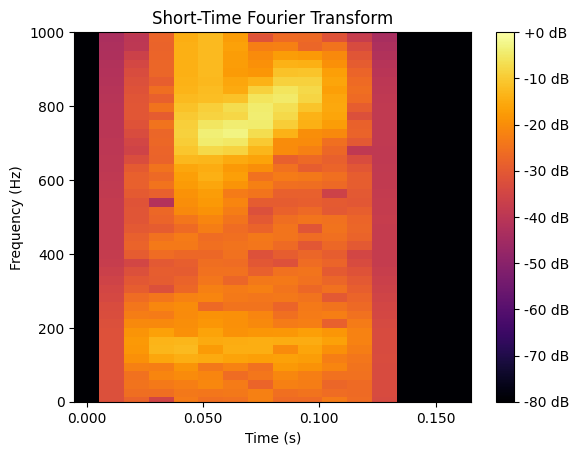 Short-Time Fourier Transform
Frequency (Hz)
1000
800
600
400
200
0
0.000
0.050
0.100
0.150
Time (s)
+0 dB
-10 dB
-20 dB
-30 dB
-40 dB
-50 dB
-60 dB
-70 dB
-80 dB